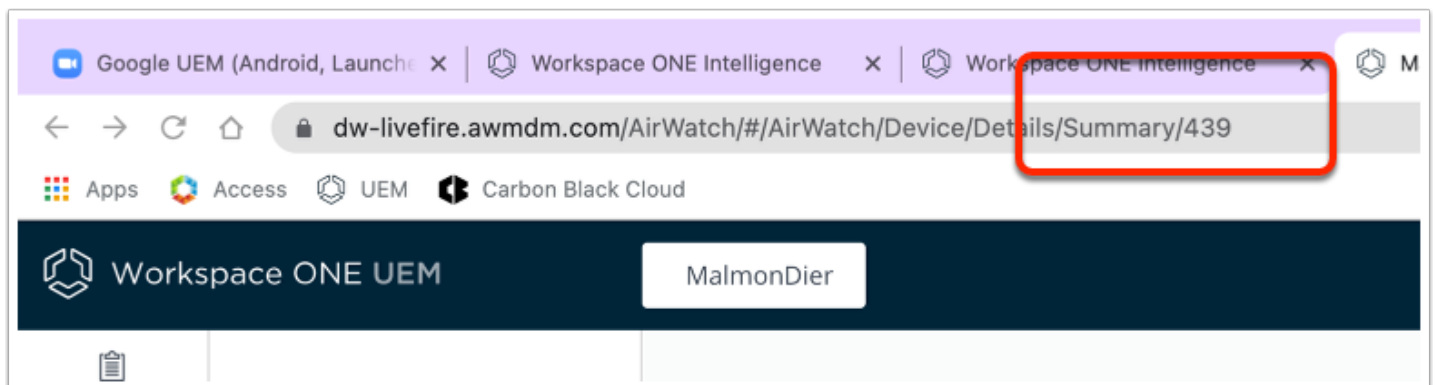 Google UEM (Android, Launche Workspace ONE Intelligence Workspace ONE Intelligence M
dw-livefire.awmdm.com/AirWatch/#/AirWatch/Device/Details/Summary/439
Apps Access UEM Carbon Black Cloud
Workspace ONE UEM MalmonDier